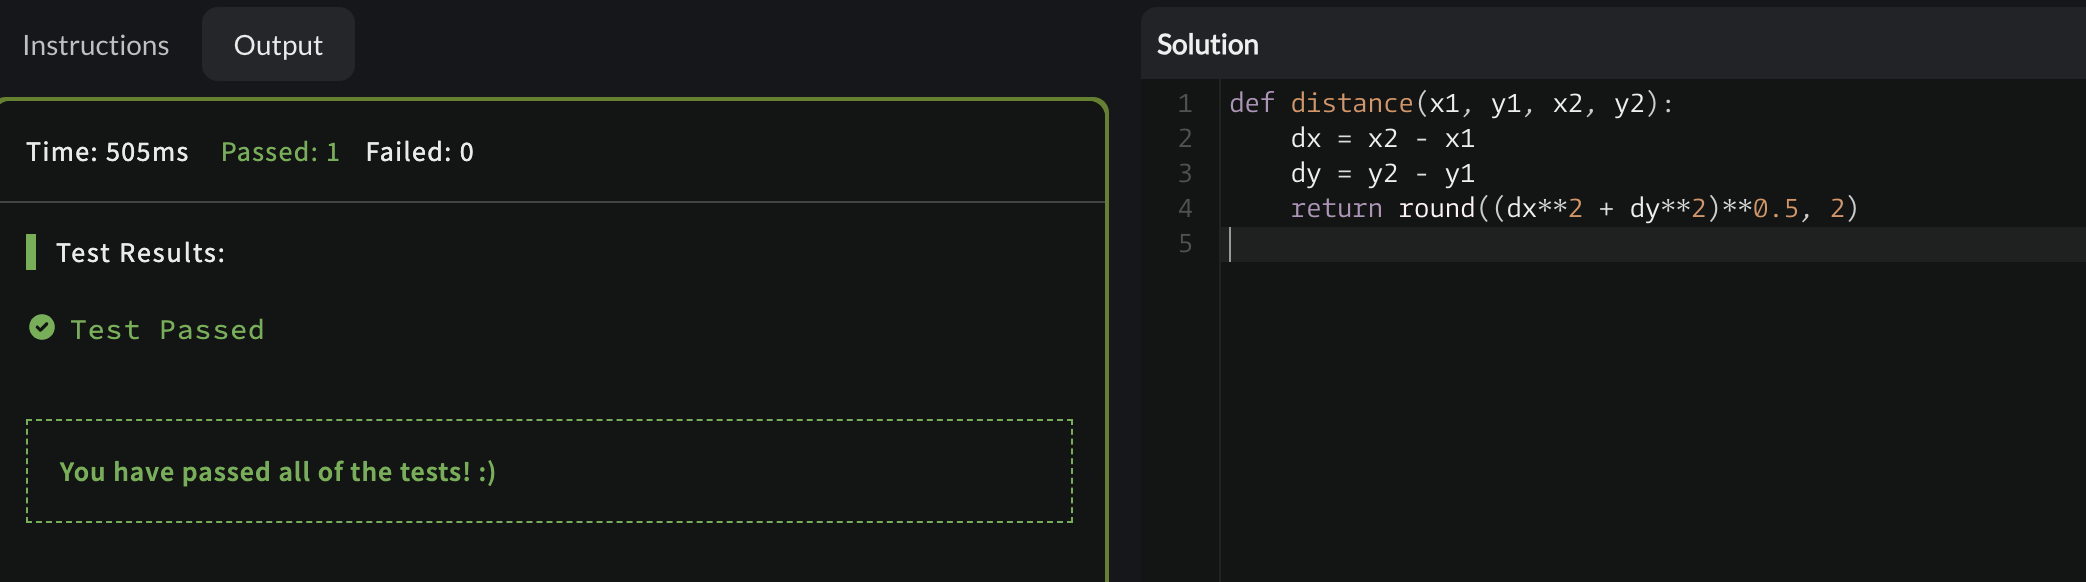 Instructions
Output
Time: 505ms Passed: 1 Failed: 0
Test Results:
Test Passed
You have passed all of the tests! :)
Solution
1 def distance(x1, y1, x2, y2):
2     dx = x2 - x1
3     dy = y2 - y1
4     return round((dx**2 + dy**2)**0.5, 2)
5